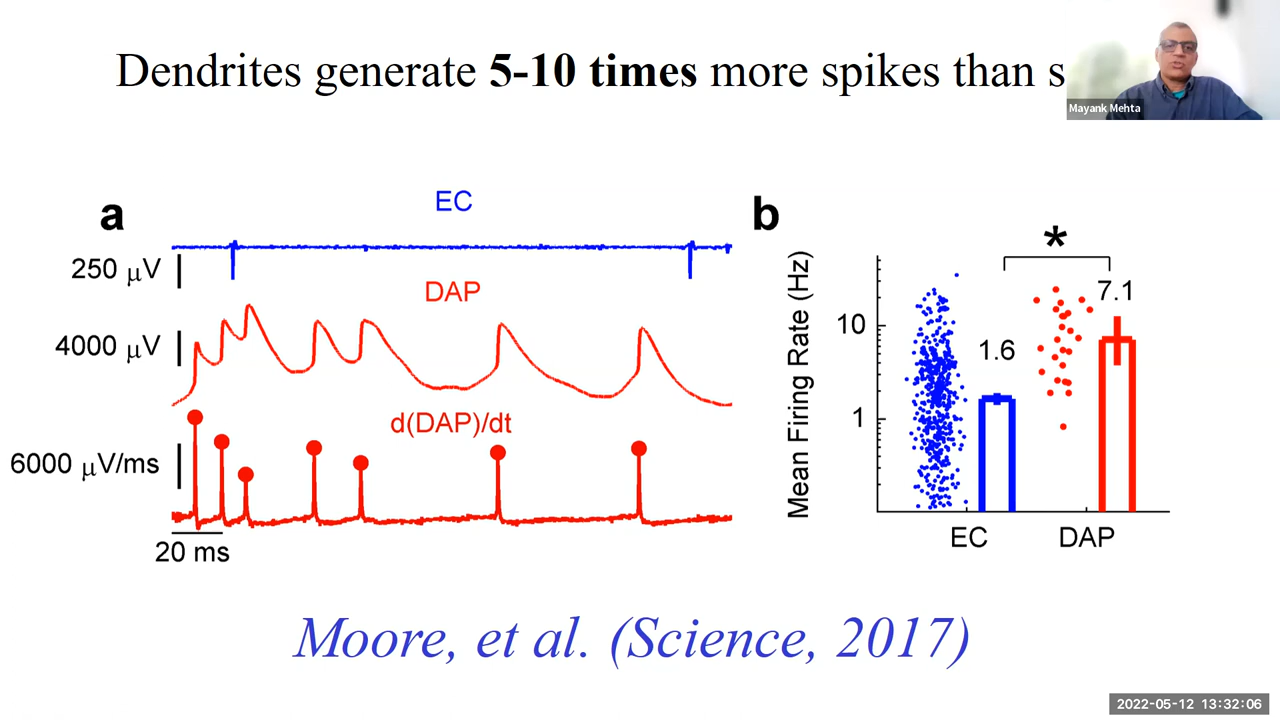 Dendrites generate 5-10 times more spikes than s
Mayank Mehta
a
EC
250 μV
DAP
4000 μV
d(DAP)/dt
6000 μV/ms
20 ms
b
*
Mean Firing Rate (Hz)
10
1
1.6
7.1
EC
DAP
Moore, et al. (Science, 2017)
2022-05-12 13:32:06